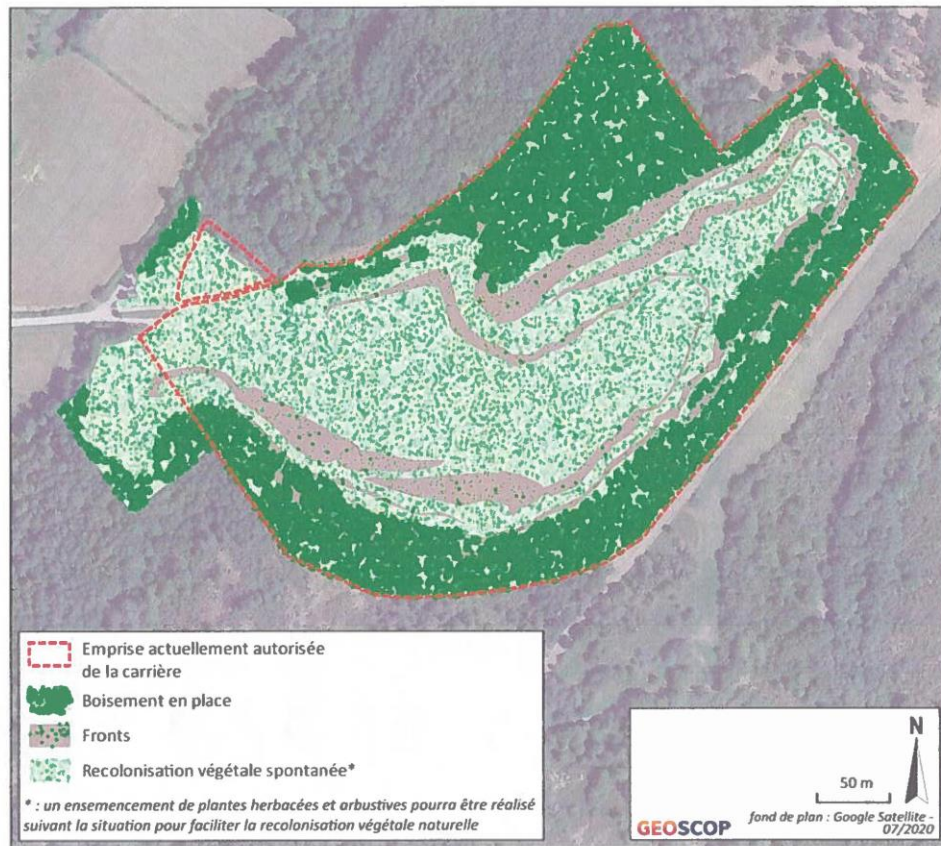 Emprise actuellement autorisée
de la carrière
Boisement en place
Fronts
Recolonisation végétale spontanée*
* : un ensemencement de plantes herbacées et arbustives pourra être réalisé
suivant la situation pour faciliter la recolonisation végétale naturelle
N
50 m
GEOSCOP
fond de plan : Google Satellite -
07/2020